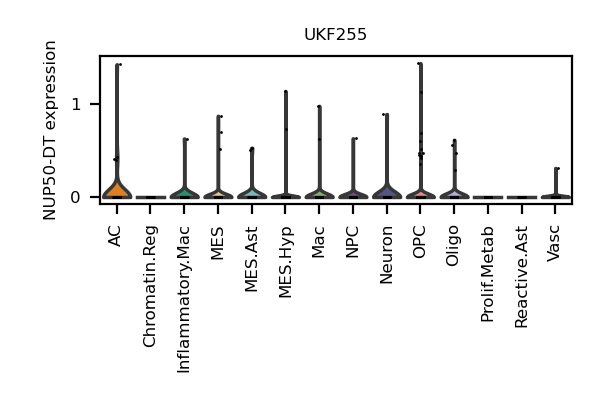 UKF255
NUP50-DT expression
1
0
AC
Chromatin.Reg
Inflammatory.Mac
MES
MES.Ast
MES.Hyp
Mac
NPC
Neuron
OPC
Oligo
Prolif.Metab
Reactive.Ast
Vasc